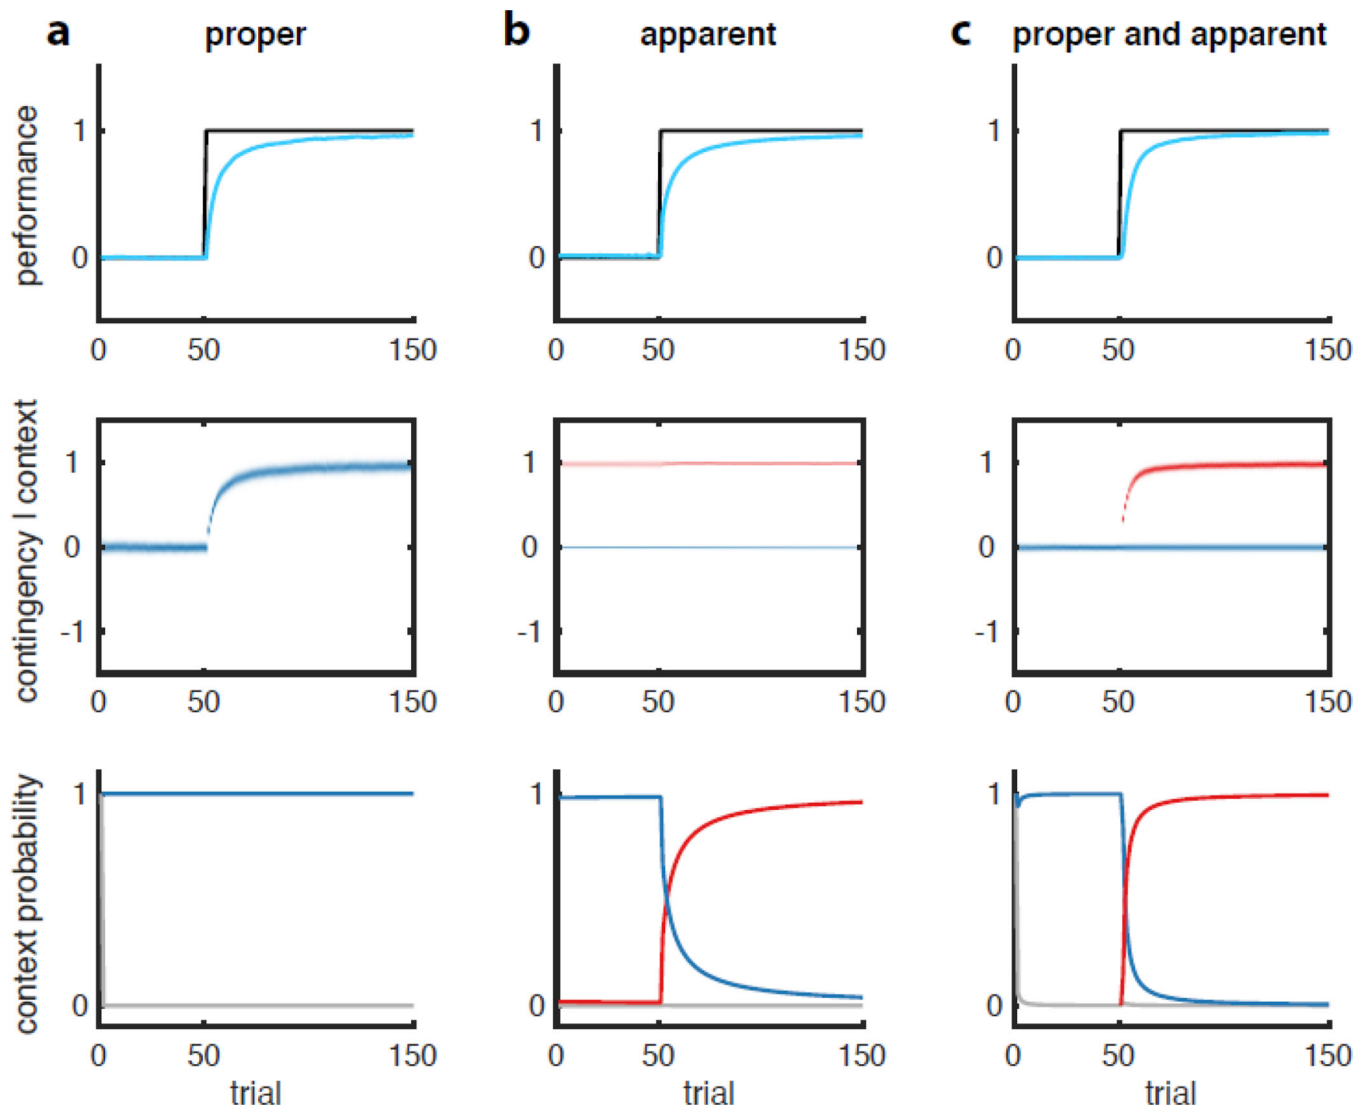 a proper b apparent c proper and apparent
performance
1 1 1
0 0 0
0 50 150 0 50 150 0 50 150
contingency | context
1 1 1
0 0 0
-1 -1 -1
0 50 150 0 50 150 0 50 150
context probability
1 1 1
0 0 0
0 50 150 0 50 150 0 50 150
trial trial trial